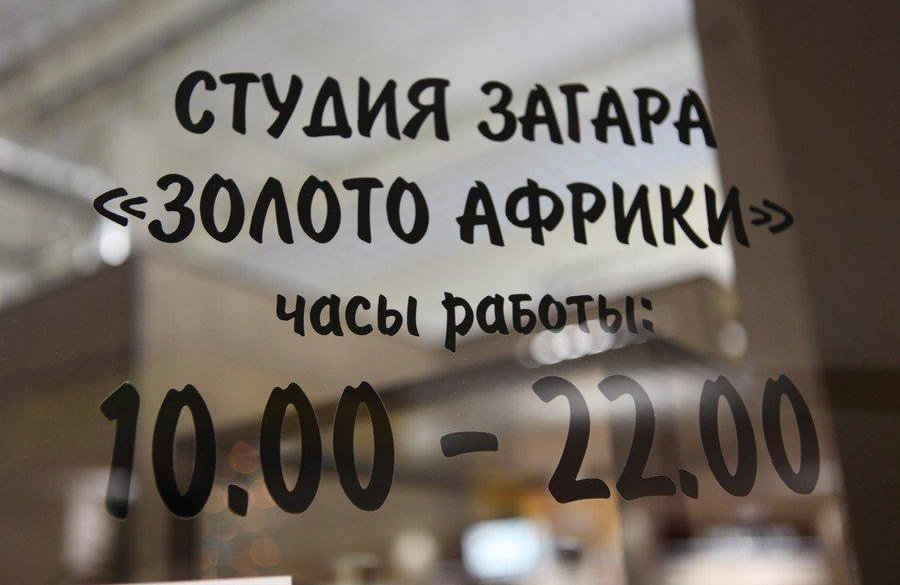 СТУДИЯ ЗАГАРА
«ЗОЛОТО АФРИКИ»
часы работы:
10.00 - 22.00